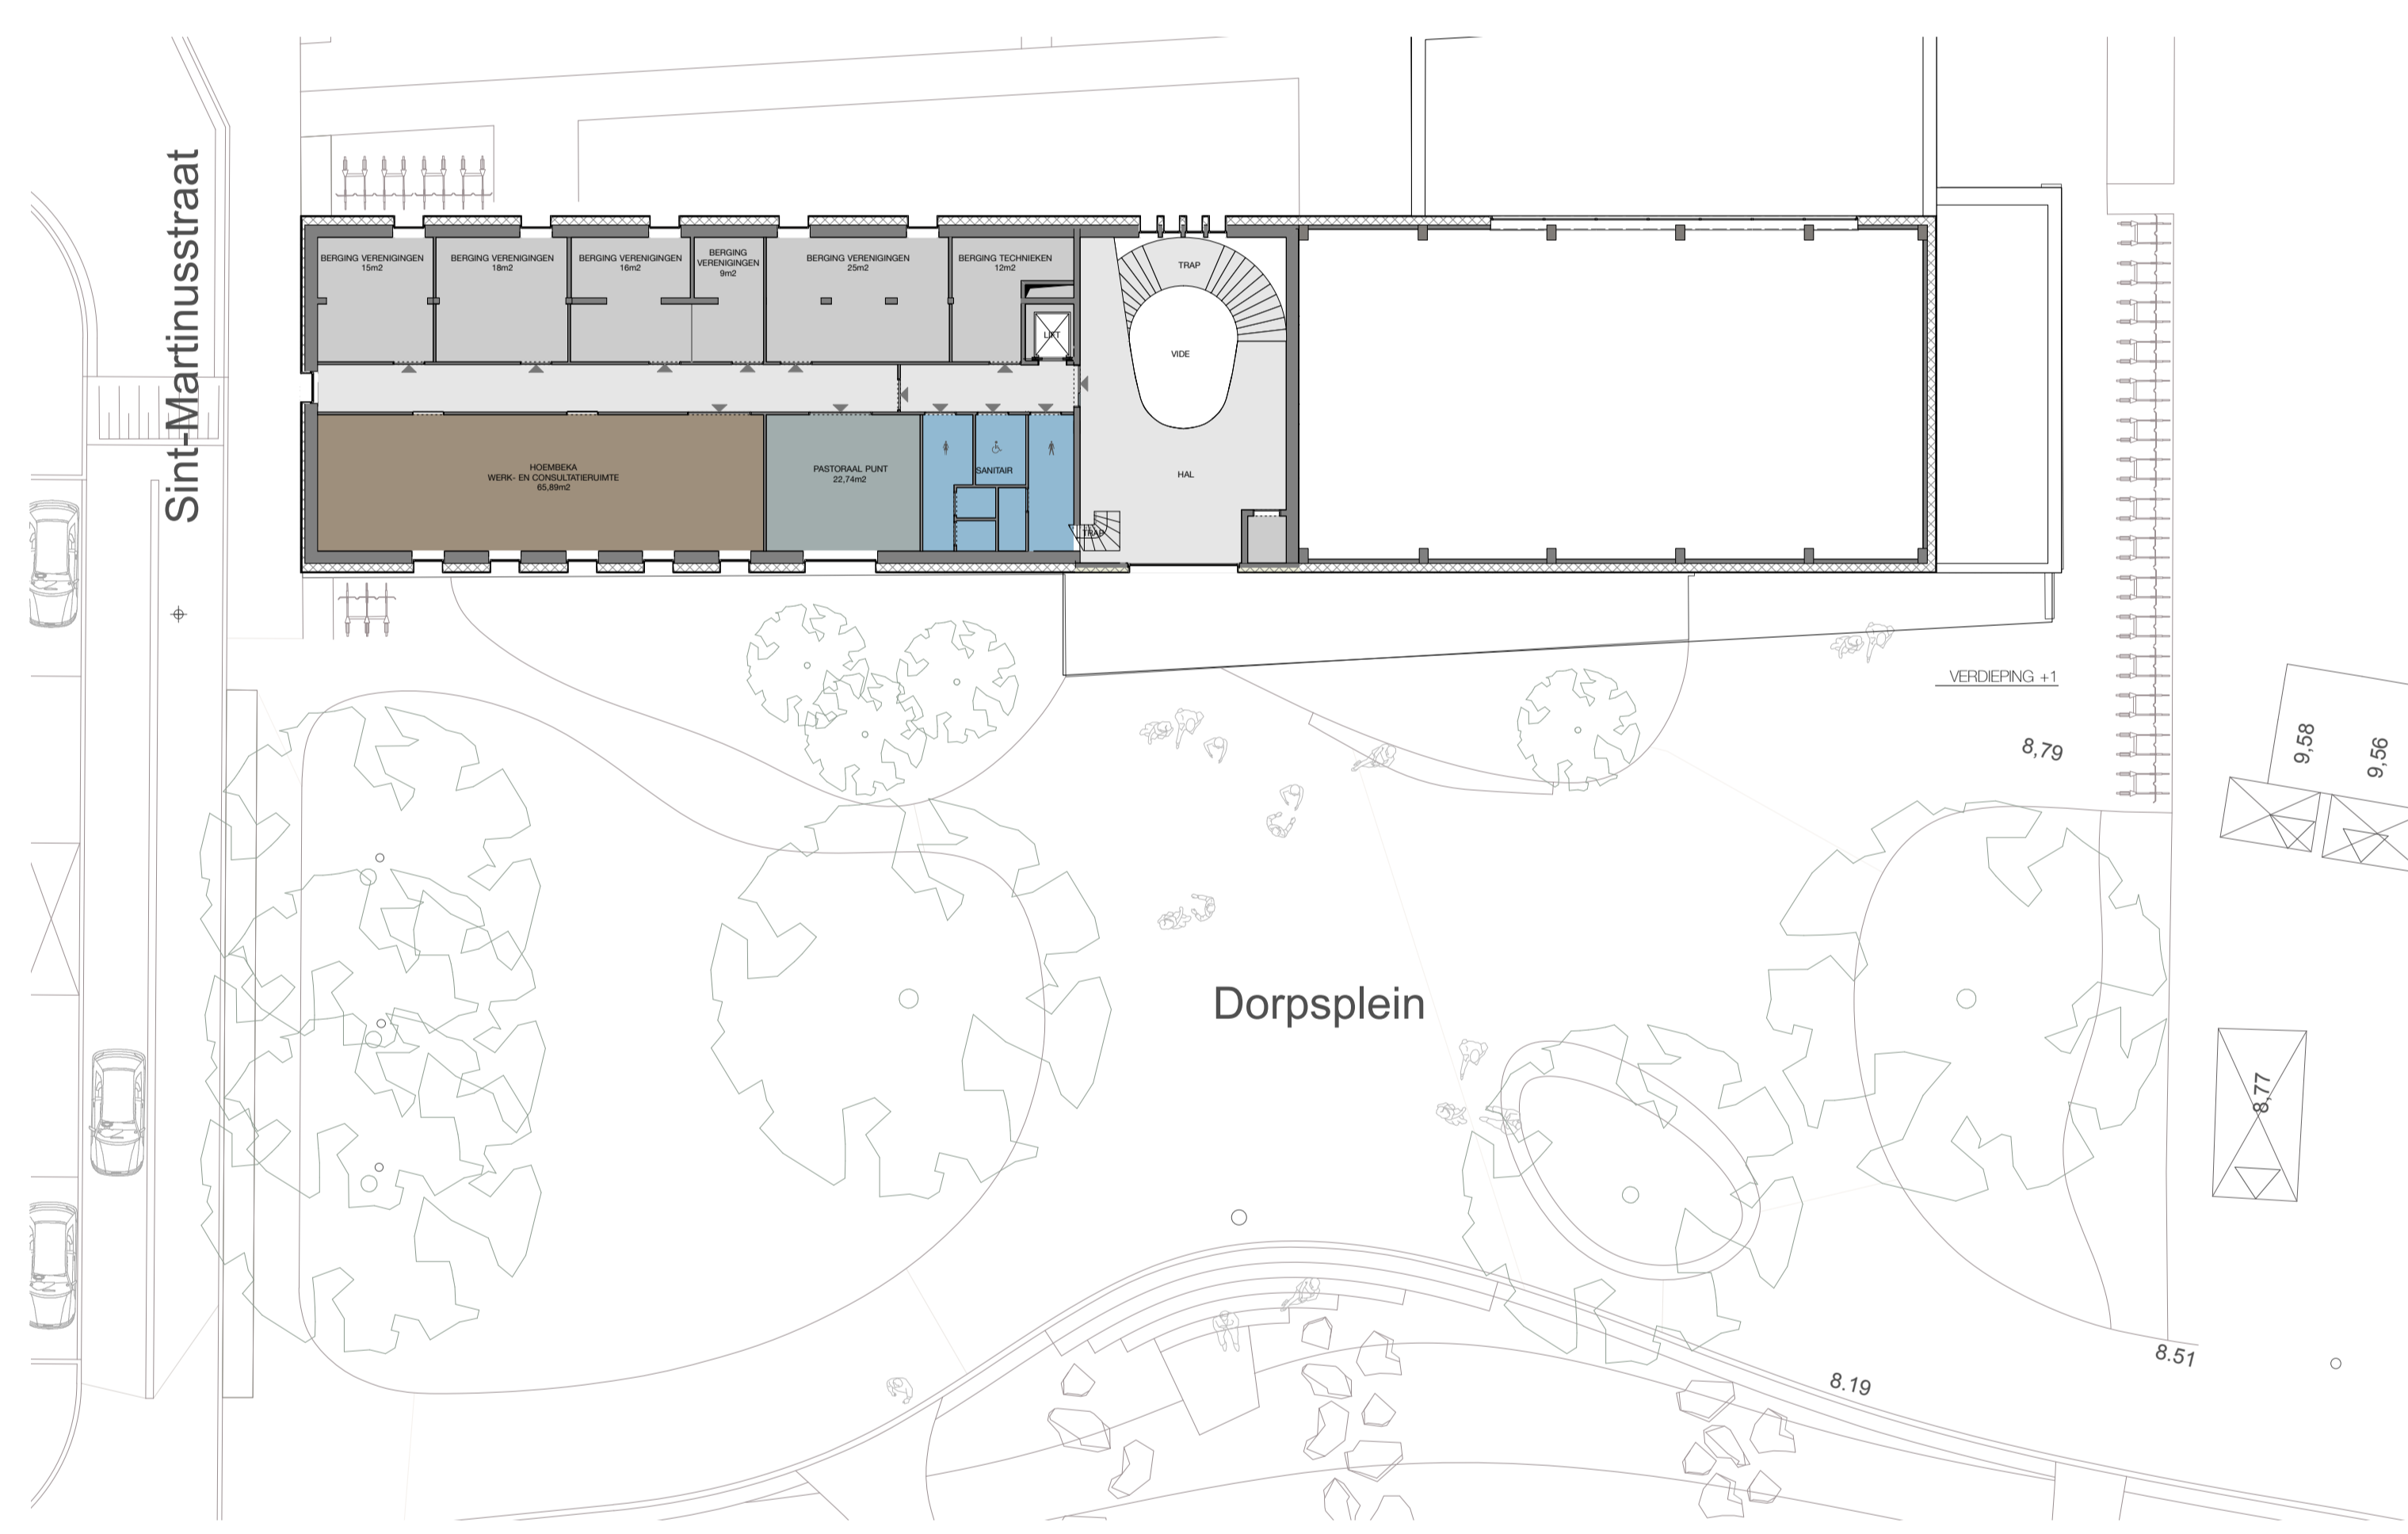 Sint-Martinusstraat
BERGING VERENIGINGEN
15m2
BERGING VERENIGINGEN
18m2
BERGING VERENIGINGEN
16m2
BERGING
VERENIGINGEN
9m2
BERGING VERENIGINGEN
25m2
BERGING TECHNIEKEN
12m2
LIFT
TRAP
VIDE
HAL
HOEMBEKA
WERK- EN CONSULTATIERUIMTE
65,89m2
PASTORAAL PUNT
22,74m2
SANITAIR
TRAP
VERDIEPING +1
8,79
9,58
9,56
Dorpsplein
8,77
8.51
8.19